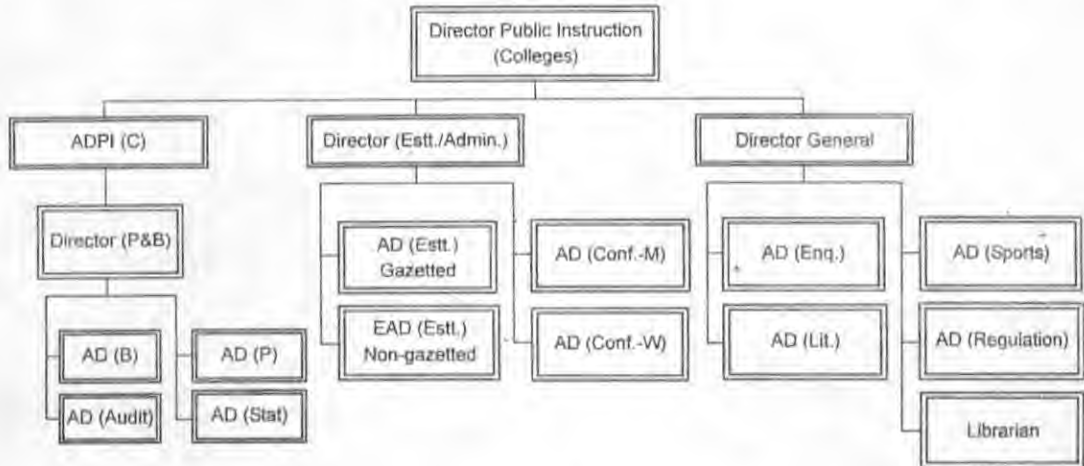 Director Public Instruction
(Colleges)
ADPI (C)
Director (Estt./Admin.)
Director General
Director (P&B)
AD (Estt.)
Gazetted
AD (Conf.-M)
AD (Enq.)
AD (Sports)
EAD (Estt.)
Non-gazetted
AD (Conf.-W)
AD (Lit.)
AD (Regulation)
AD (B)
AD (P)
AD (Audit)
AD (Stat)
Librarian